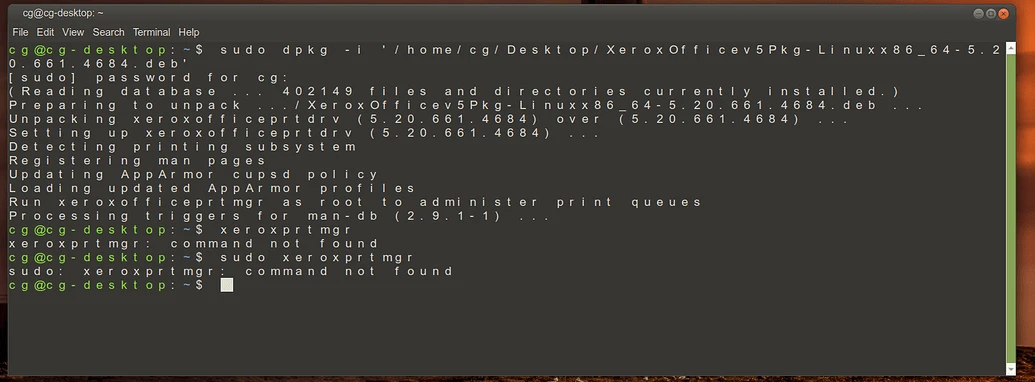 cg@cg-desktop: ~
File Edit View Search Terminal Help
cg@cg-desktop:~$ sudo dpkg -i '/home/cg/Desktop/XeroxOfficev5Pkg-Linuxx86_64-5.2
0.661.4684.deb'
[sudo] password for cg:
(Reading database ... 402149 files and directories currently installed.)
Preparing to unpack .../XeroxOfficev5Pkg-Linuxx86_64-5.20.661.4684.deb ...
Unpacking xeroxofficeprtdrv (5.20.661.4684) over (5.20.661.4684) ...
Setting up xeroxofficeprtdrv (5.20.661.4684) ...
Detecting printing subsystem
Registering man pages
Updating AppArmor cupsd policy
Loading updated AppArmor profiles
Run xeroxofficeprtmgr as root to administer print queues
Processing triggers for man-db (2.9.1-1) ...
cg@cg-desktop:~$ xeroxprtmgr
xeroxprtmgr: command not found
cg@cg-desktop:~$ sudo xeroxprtmgr
sudo: xeroxprtmgr: command not found
cg@cg-desktop:~$